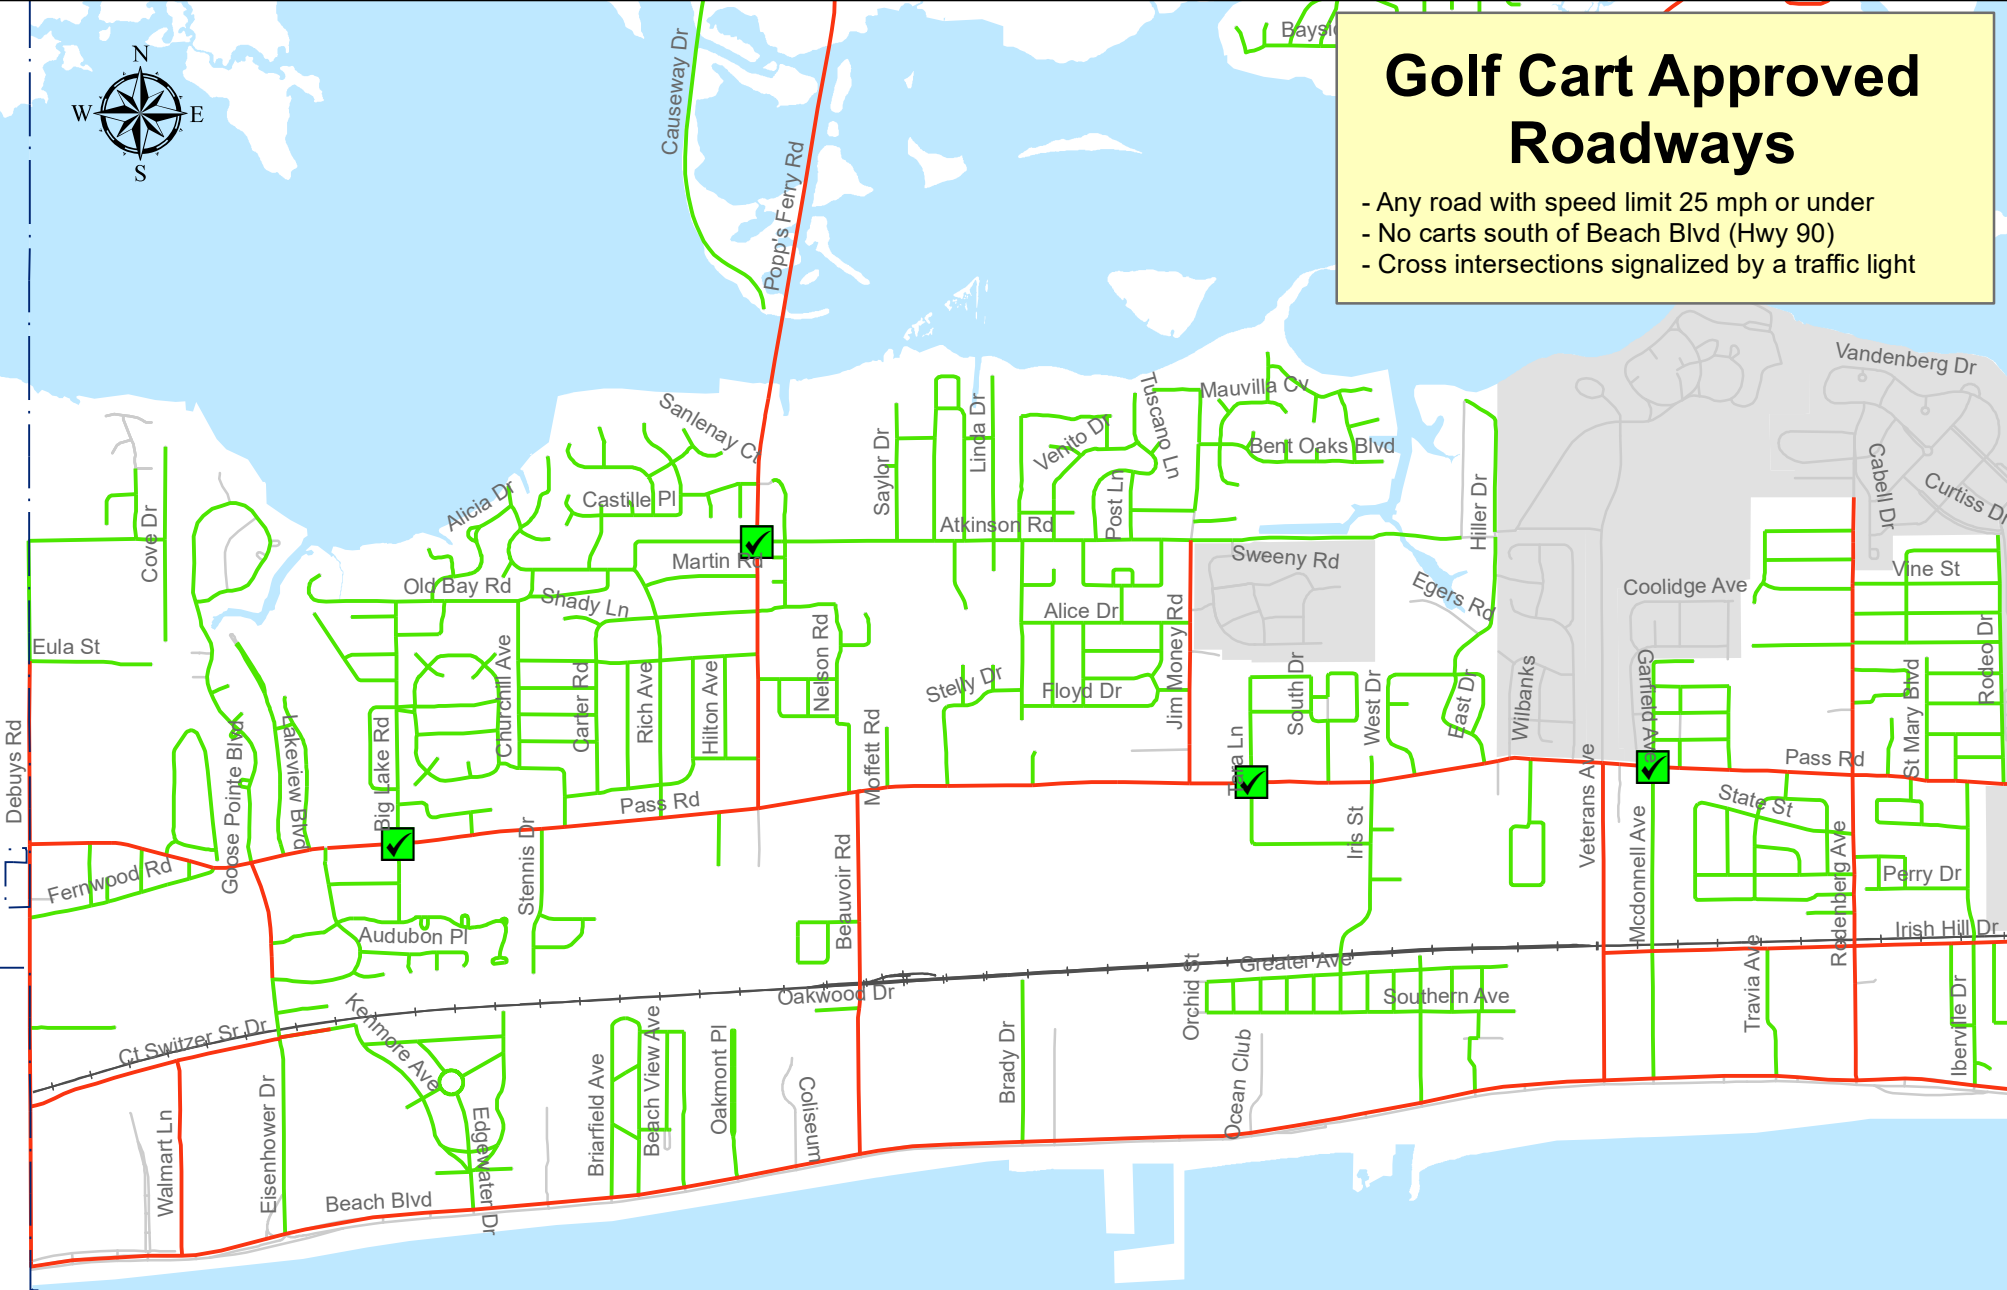 Golf Cart Approved
Roadways
- Any road with speed limit 25 mph or under
- No carts south of Beach Blvd (Hwy 90)
- Cross intersections signalized by a traffic light
N
W
E
S
Causeway Dr
Popp's Ferry Rd
Vandenberg Dr
Sanlenay Ct
Tuscano Ln
Mauvilla Cv
Saylor Dr
Linda Dr
Venito Dr
Bent Oaks Blvd
Cabell Dr
Curtiss Dr
Alicia Dr
Castille Pl
Post Ln
Hiller Dr
Cove Dr
Atkinson Rd
Martin Rd
Sweeny Rd
Vine St
Old Bay Rd
Shady Ln
Alice Dr
Jim Money Rd
Egers Rd
Coolidge Ave
Eula St
Churchill Ave
Carter Rd
Rich Ave
Hilton Ave
Nelson Rd
Stelly Dr
Floyd Dr
South Dr
West Dr
East Dr
Wilbanks
Garfield Ave
St Mary Blvd
Rodeo Dr
Debuys Rd
Goose Pointe Blvd
Lakeview Blvd
Big Lake Rd
Pass Rd
Moffett Rd
Veterans Ave
Pass Rd
State St
Fernwood Rd
Stennis Dr
Beauvoir Rd
Iris St
Mcdonnell Ave
Rodenberg Ave
Perry Dr
Audubon Pl
Irish Hill Dr
Kenmore Ave
Oakwood Dr
Orchid St
Greater Ave
Southern Ave
Travia Ave
Iberville Dr
Ct Switzer Sr Dr
Walmart Ln
Eisenhower Dr
Edgewater Dr
Briarfield Ave
Beach View Ave
Oakmont Pl
Coliseum
Brady Dr
Ocean Club
Beach Blvd